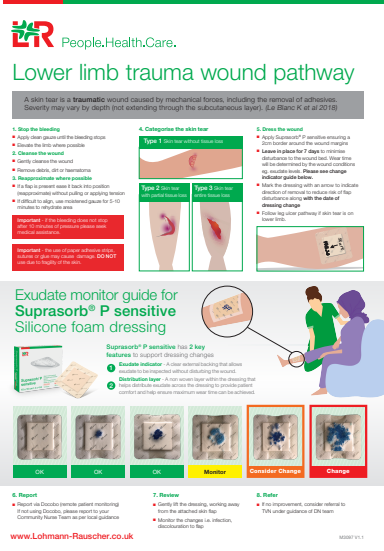 L&R
People.Health.Care.
Lower limb trauma wound pathway
A skin tear is a traumatic wound caused by mechanical forces, including the removal of adhesives.
Severity may vary by depth (not extending through the subcutaneous layer). (Le Blanc K et al 2018)
1. Stop the bleeding
Apply clean gauze until the bleeding stops
Elevate the limb where possible
2. Cleanse the wound
Gently cleanse the wound
Remove debris, dirt or haematoma
3. Reapproximate where possible
If a flap is present ease it back into position
(reapproximate) without pulling or applying tension
If difficult to align, use moistened gauze for 5-10
minutes to rehydrate area
Important - if the bleeding does not stop
after 10 minutes of pressure please seek
medical assistance.
Important - the use of paper adhesive strips,
sutures or glue may cause damage. DO NOT
use due to fragility of the skin.
4. Categorise the skin tear
Type 1 Skin tear without tissue loss
Type 2 Skin tear
with partial tissue loss
Type 3 Skin tear
entire tissue loss
5. Dress the wound
Apply Suprasorb® P sensitive ensuring a
2cm border around the wound margins
Leave in place for 7 days to minimise
disturbance to the wound bed. Wear time
will be determined by the wound conditions
eg. exudate. Please see change
indicator guide below.
Mark the dressing with an arrow to indicate
direction of removal to reduce risk of flap
disturbance along with the date of
dressing change
Follow leg ulcer pathway if skin tear is on
lower limb.
Exudate monitor guide for
Suprasorb® P sensitive
Silicone foam dressing
Suprasorb® P sensitive has 2 key
features to support dressing changes
1 Exudate indicator - A clear external backing that allows
exudate to be inspected without disturbing the wound.
2 Distribution layer - A non woven layer within the dressing that
helps distribute exudate across the dressing to provide patient
comfort and help ensure maximum wear time can be achieved.
OK
OK
OK
Monitor
Consider Change
Change
6. Report
Report via Docobo (remote patient monitoring)
if not using Docobo, please report to your
Community Nurse Team as per local guidance
7. Review
Gently lift the dressing, working away
from the attached skin flap
Monitor the changes i.e. infection,
discolouration to flap
8. Refer
If no improvement, consider referral to
TVN under guidance of DN team
www.Lohmann-Rauscher.co.uk